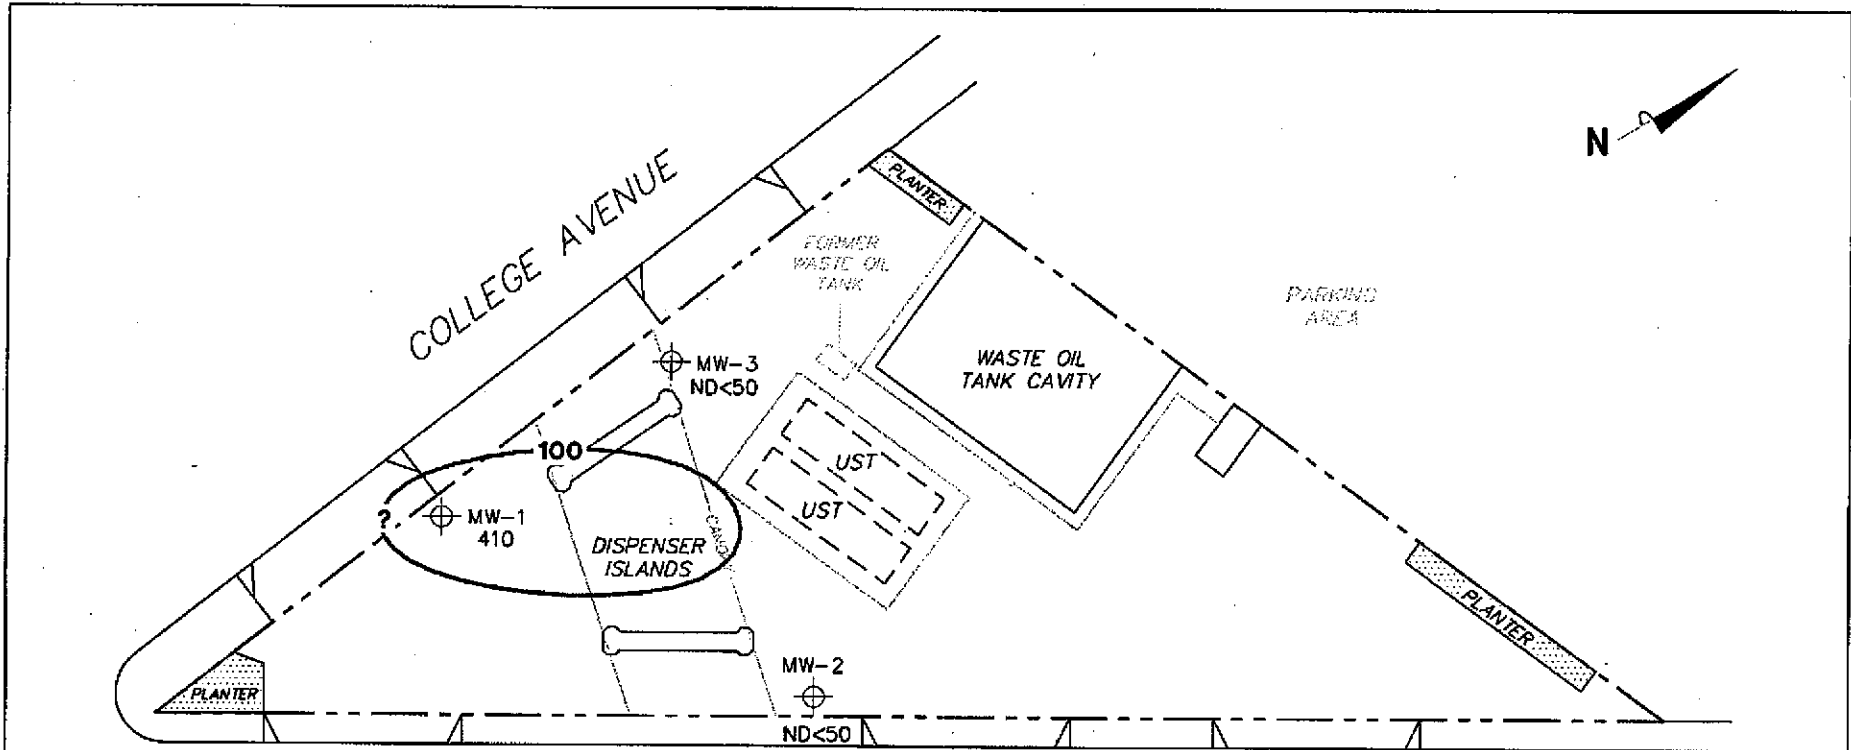 N
PLANTER
COLLEGE AVENUE
FORMER
WASTE OIL
TANK
PARKING
AREA
WASTE OIL
TANK CAVITY
MW-3
ND<50
100
UST
UST
?
MW-1
410
CANOPY
DISPENSER
ISLANDS
PLANTER
MW-2
PLANTER
ND<50